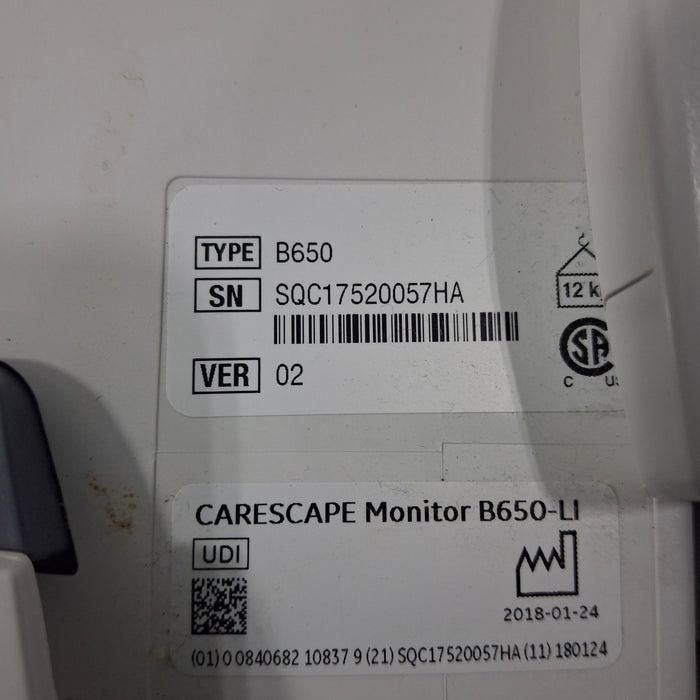 TYPE B650
SN SQC17520057HA
12 k
VER 02
CSA
C US
CARESCAPE Monitor B650-LI
UDI
2018-01-24
(01) 0 0840682 10837 9 (21) SQC17520057HA (11) 180124